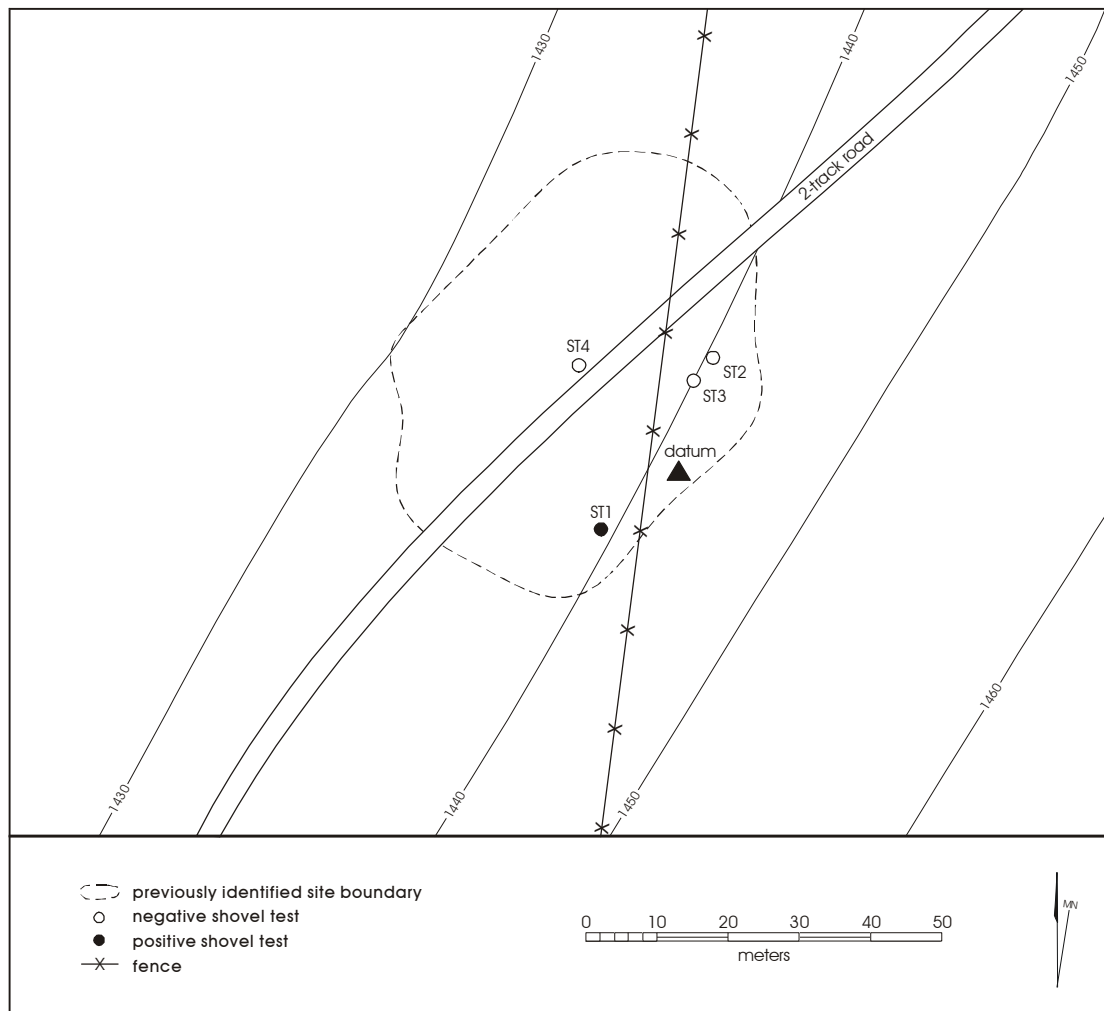 1430
1440
1450
2-track road
ST4
ST2
ST3
datum
ST1
1460
1430
1440
1450
previously identified site boundary
negative shovel test
positive shovel test
fence
0 10 20 30 40 50
meters
MN